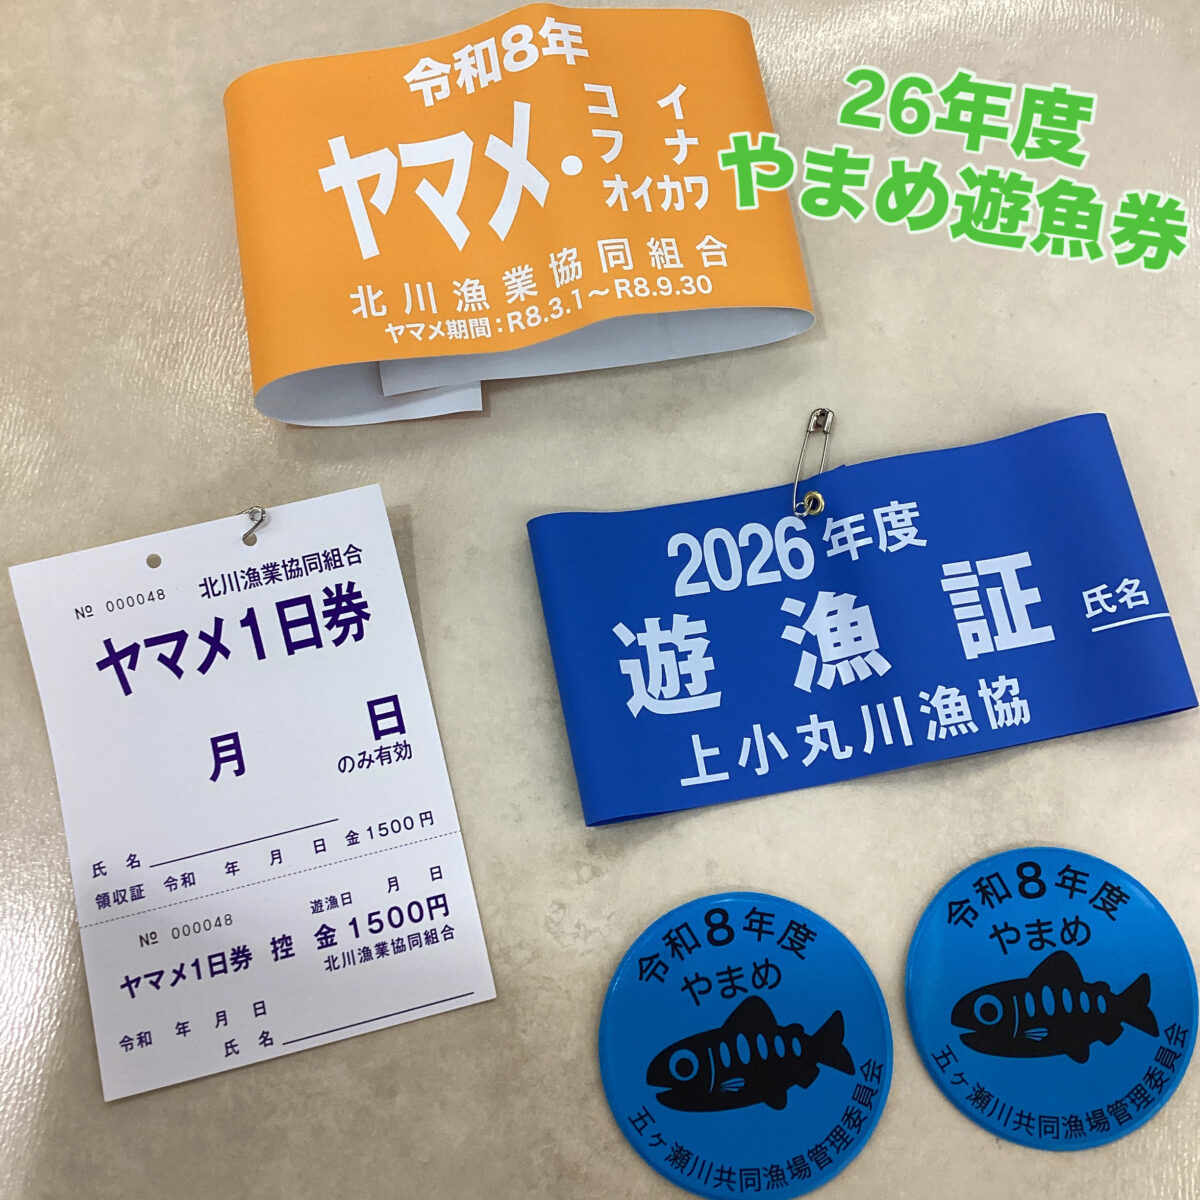 令和8年
ヤマメ・コイ
フナ
オイカワ
北川漁業協同組合
ヤマメ期間:R8.3.1〜R8.9.30
26年度
やまめ遊魚券
№ 000048 北川漁業協同組合
ヤマメ1日券
月 日
のみ有効
氏名
領収証 令和 年 月 日 金1500円
№ 000048 遊漁日 月 日
ヤマメ1日券 控 金1500円
北川漁業協同組合
令和 年 月 日
氏名
2026年度
遊漁証 氏名
上小丸川漁協
令和8年度
やまめ
五ヶ瀬川共同漁場管理委員会
令和8年度
やまめ
五ヶ瀬川共同漁場管理委員会